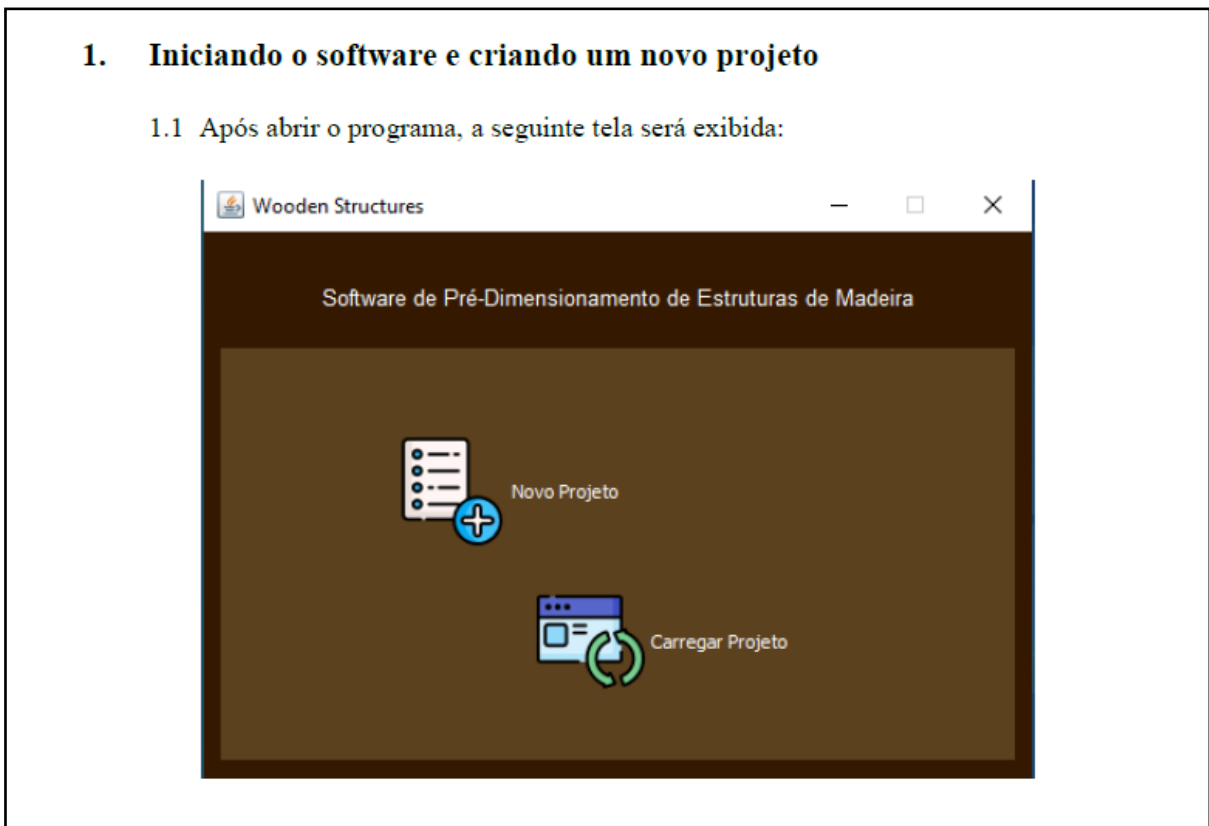 1. Iniciando o software e criando um novo projeto
1.1 Após abrir o programa, a seguinte tela será exibida:
Wooden Structures
Software de Pré-Dimensionamento de Estruturas de Madeira
Novo Projeto
Carregar Projeto